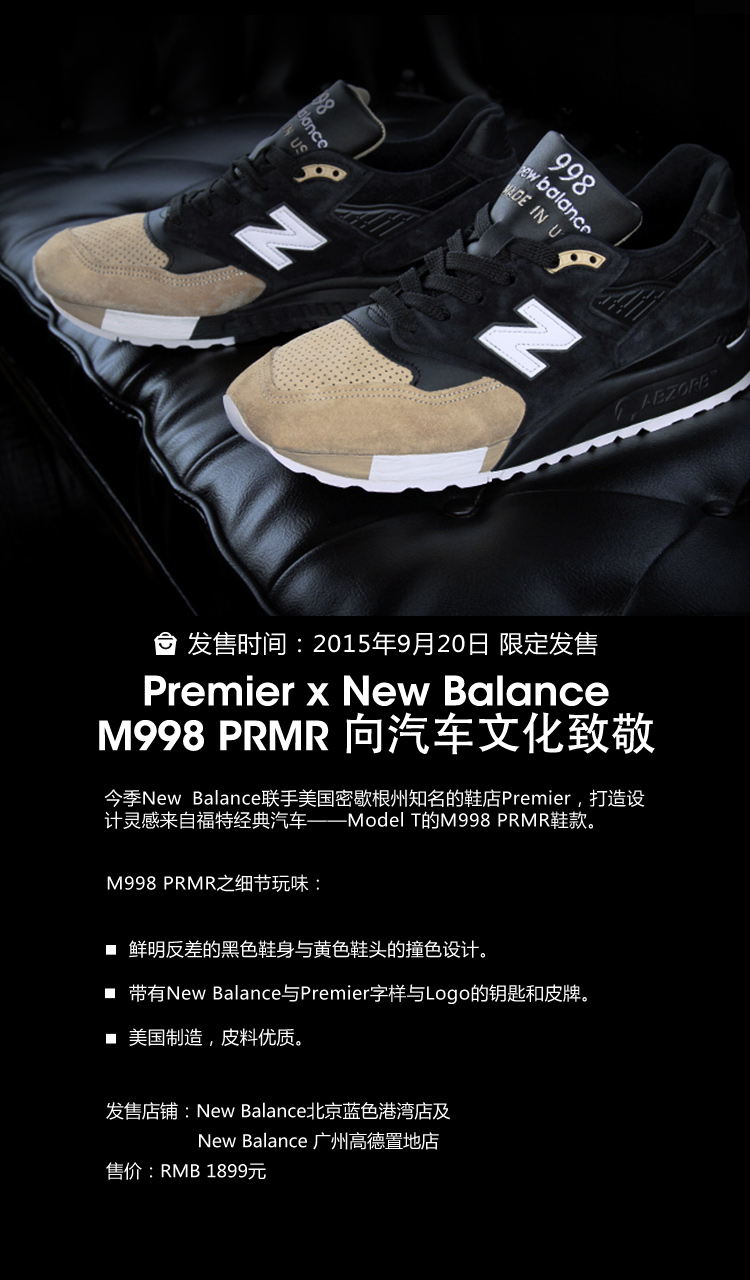 998
new balance
MADE IN US
998
new balance
MADE IN U
N
N
ABZORB
发售时间：2015年9月20日 限定发售
Premier x New Balance
M998 PRMR 向汽车文化致敬
今季New Balance联手美国密歇根州知名的鞋店Premier，打造设
计灵感来自福特经典汽车——Model T的M998 PRMR鞋款。
M998 PRMR之细节玩味：
■ 鲜明反差的黑色鞋身与黄色鞋头的撞色设计。
■ 带有New Balance与Premier字样与Logo的钥匙和皮牌。
■ 美国制造，皮料优质。
发售店铺：New Balance北京蓝色港湾店及
New Balance 广州高德置地店
售价：RMB 1899元